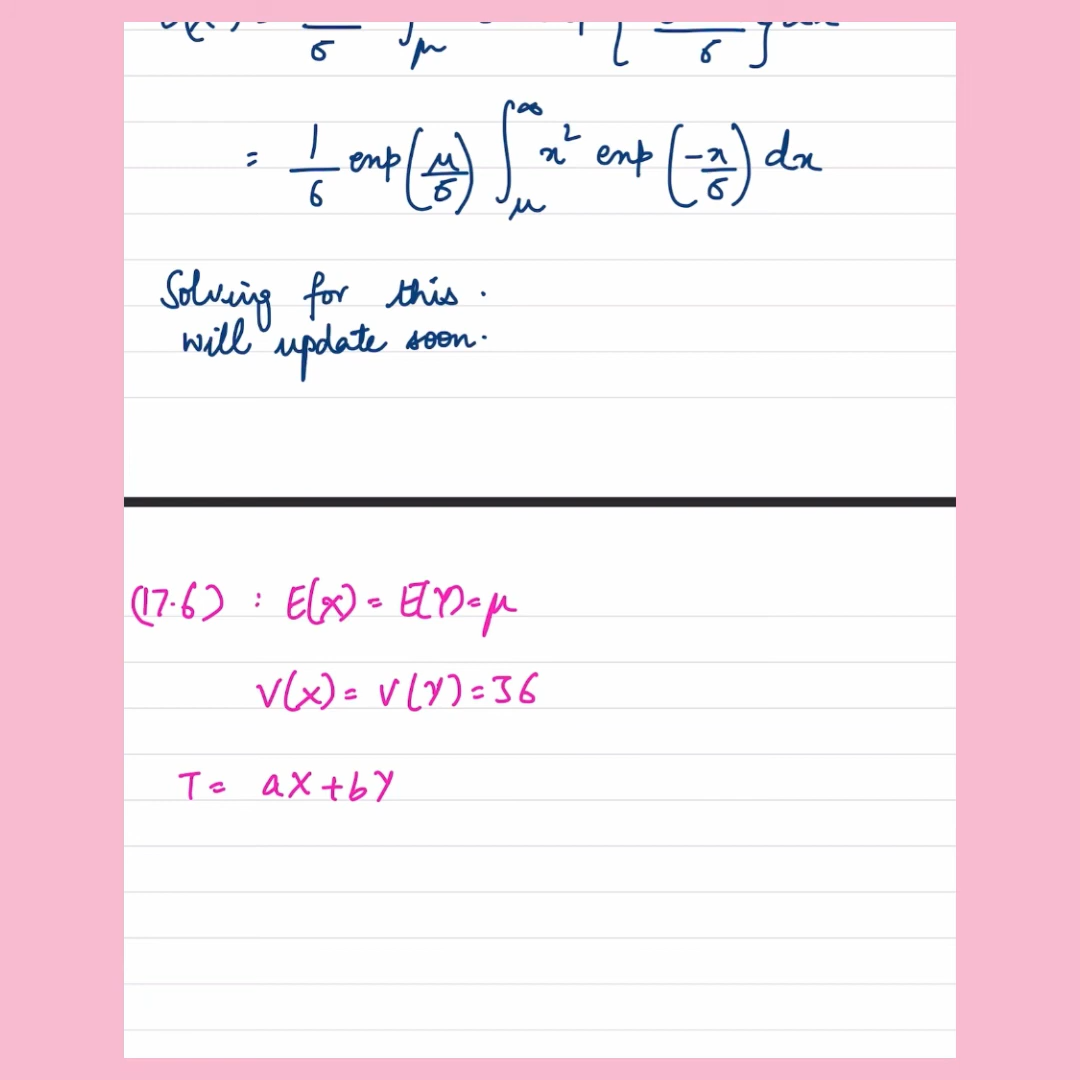 = 1/σ exp(μ/σ) ∫_μ^∞ x² exp(-x/σ) dx
Solving for this.
will update soon.
(17.6) : E(X) = E(Y) = μ
V(X) = V(Y) = 36
T = aX + bY